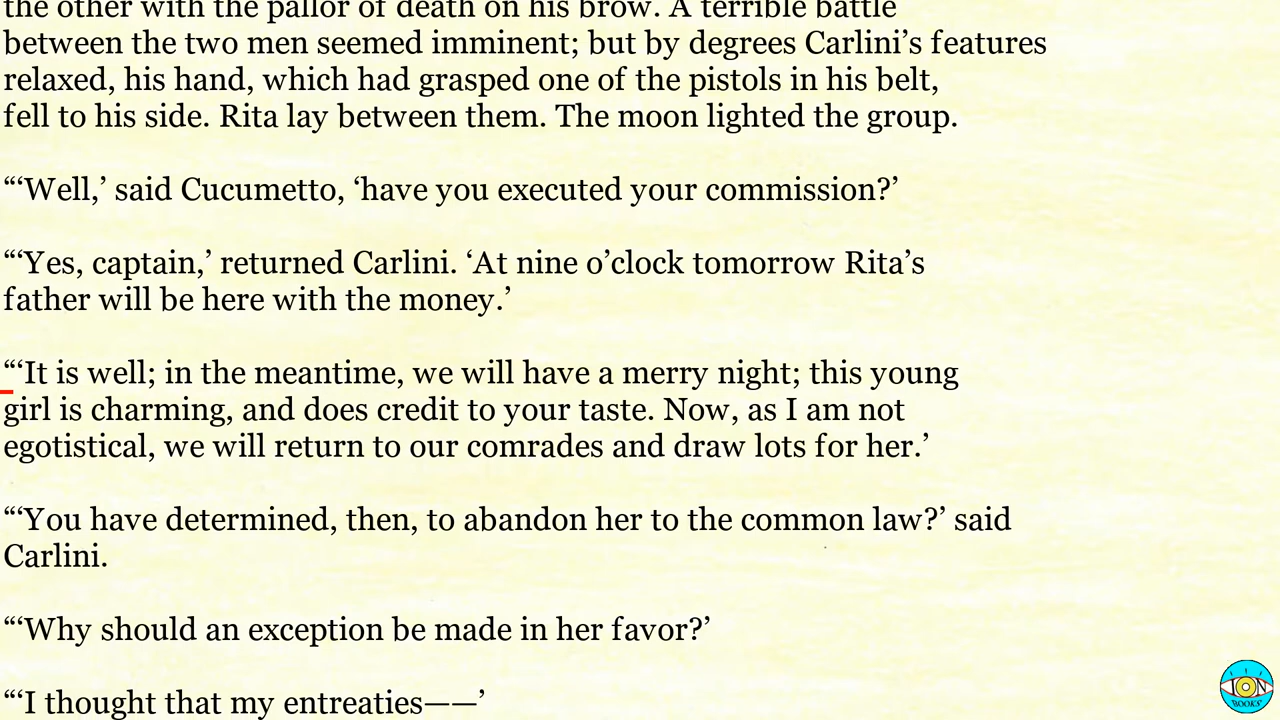 the other with the pallor of death on his brow. A terrible battle
between the two men seemed imminent; but by degrees Carlini’s features
relaxed, his hand, which had grasped one of the pistols in his belt,
fell to his side. Rita lay between them. The moon lighted the group.
“‘Well,’ said Cucumetto, ‘have you executed your commission?’
“‘Yes, captain,’ returned Carlini. ‘At nine o’clock tomorrow Rita’s
father will be here with the money.’
“‘It is well; in the meantime, we will have a merry night; this young
girl is charming, and does credit to your taste. Now, as I am not
egotistical, we will return to our comrades and draw lots for her.’
“‘You have determined, then, to abandon her to the common law?’ said
Carlini.
“‘Why should an exception be made in her favor?’
“‘I thought that my entreaties——’
ION
BOOKS